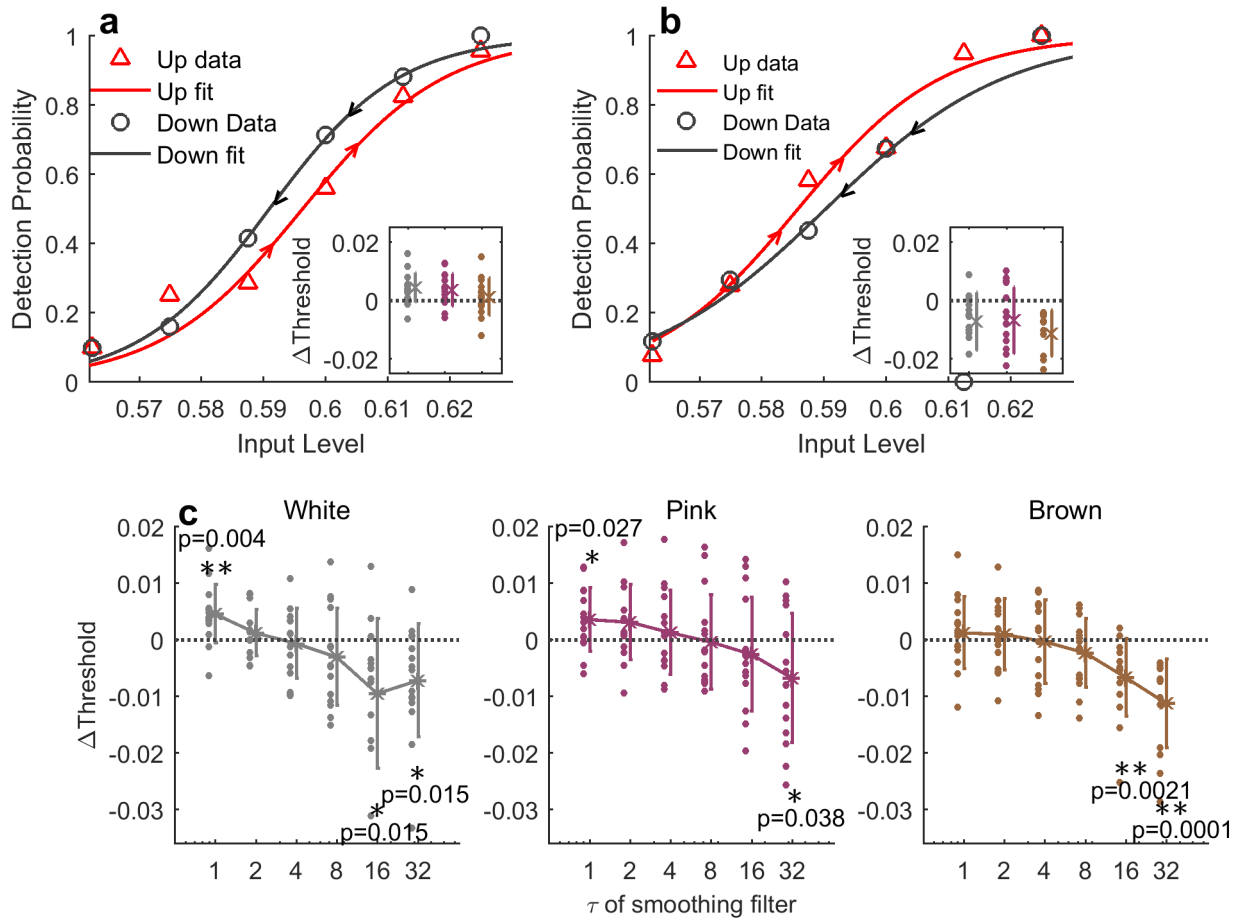 a
Up data
Up fit
Down Data
Down fit
Detection Probability
1
0.8
0.6
0.4
0.2
0
0.57 0.58 0.59 0.6 0.61 0.62
Input Level
ΔThreshold
0.02
0
-0.02
b
Up data
Up fit
Down Data
Down fit
Detection Probability
1
0.8
0.6
0.4
0.2
0
0.57 0.58 0.59 0.6 0.61 0.62
Input Level
ΔThreshold
0.02
0
-0.02
c
White
ΔThreshold
0.02
0.01
0
-0.01
-0.02
-0.03
p=0.004
**
*
p=0.015
*
p=0.015
1 2 4 8 16 32
Pink
0.02
0.01
0
-0.01
-0.02
-0.03
p=0.027
*
*
p=0.038
1 2 4 8 16 32
τ of smoothing filter
Brown
0.02
0.01
0
-0.01
-0.02
-0.03
**
p=0.0021
**
p=0.0001
1 2 4 8 16 32